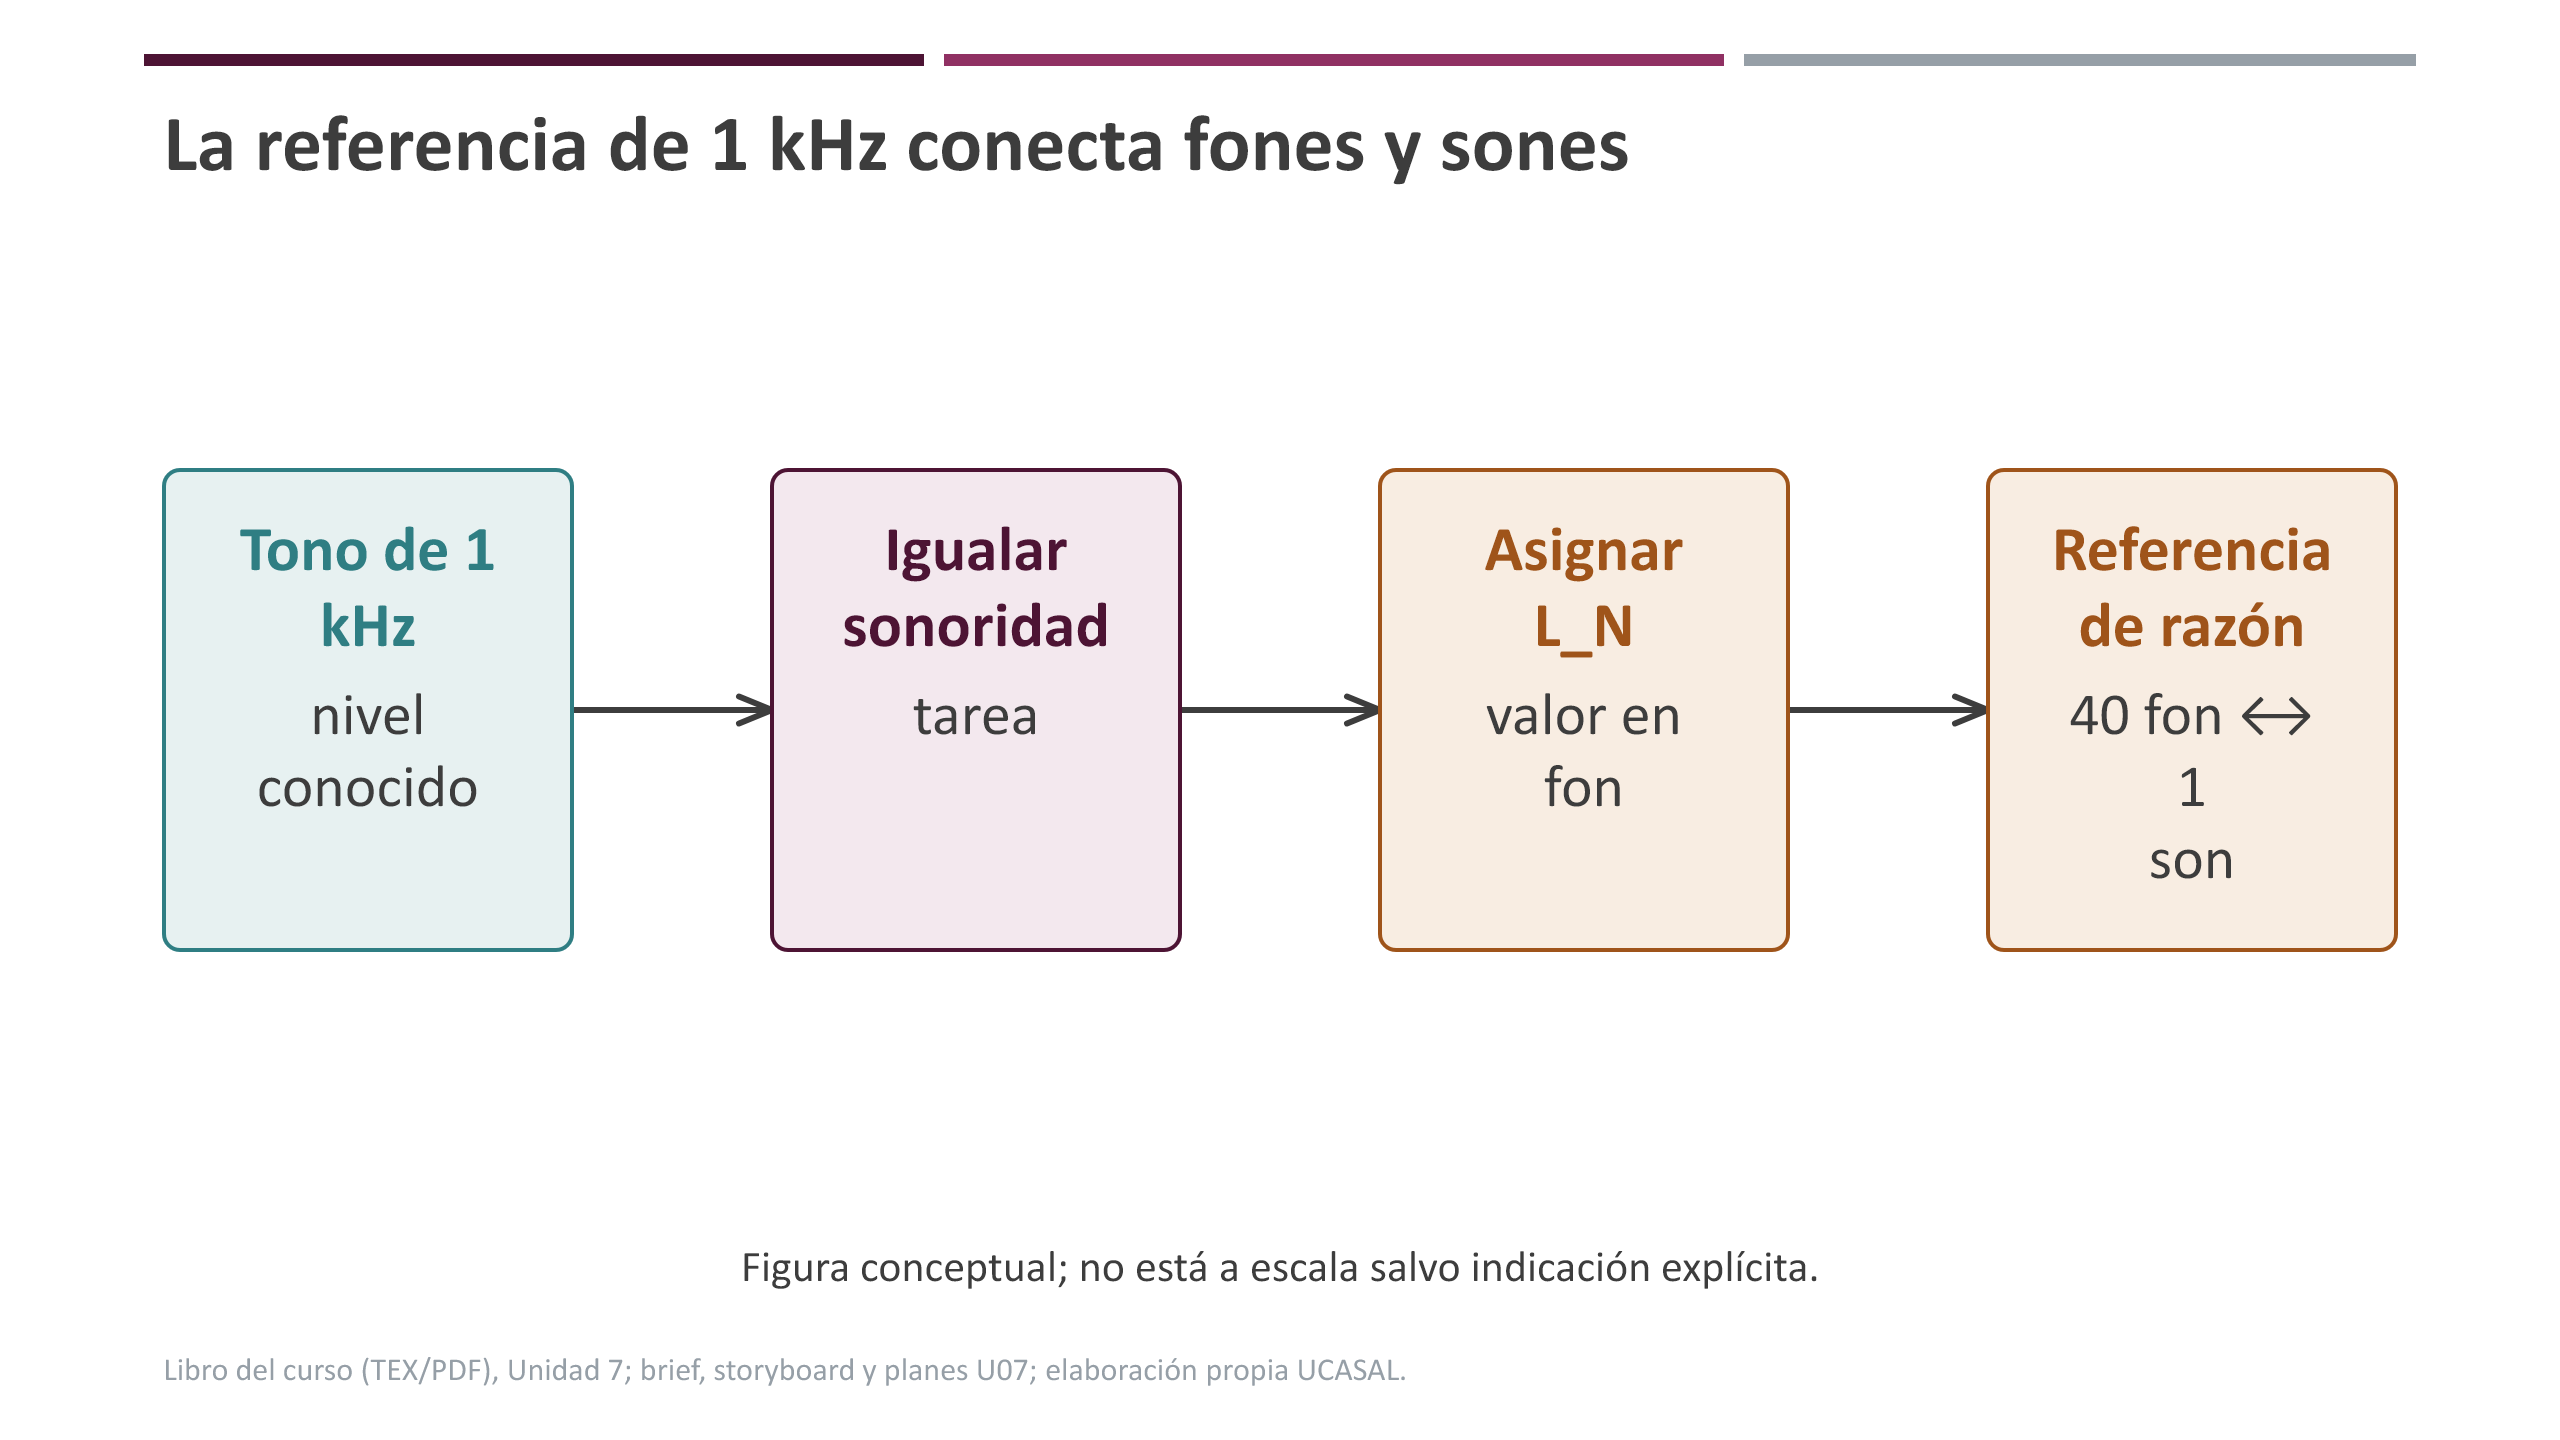 La referencia de 1 kHz conecta fones y sones
Tono de 1
kHz
nivel
conocido
Igualar
sonoridad
tarea
Asignar
L_N
valor en
fon
Referencia
de razón
40 fon ↔
1
son
Figura conceptual; no está a escala salvo indicación explícita.
Libro del curso (TEX/PDF), Unidad 7; brief, storyboard y planes U07; elaboración propia UCASAL.